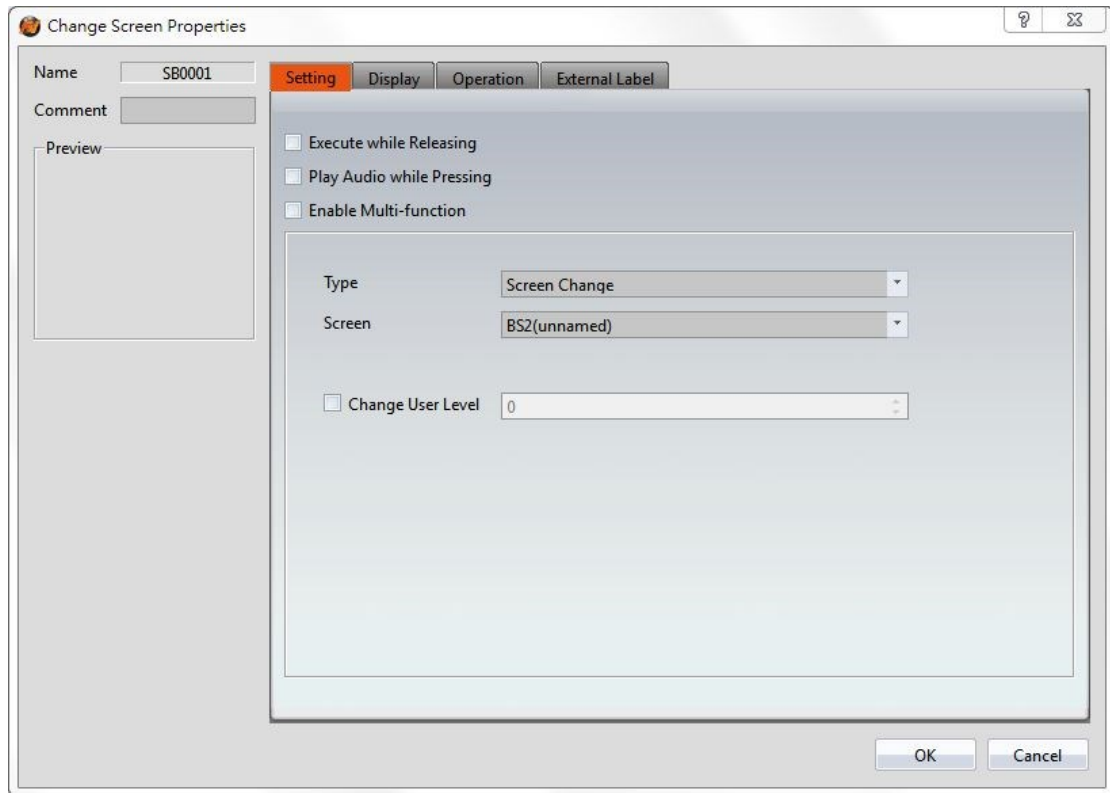 Change Screen Properties
Name SB0001
Comment
Preview
Setting Display Operation External Label
Execute while Releasing
Play Audio while Pressing
Enable Multi-function
Type Screen Change
Screen BS2(unnamed)
Change User Level 0
OK Cancel